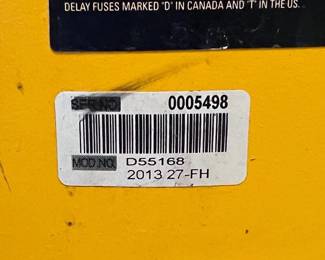 DELAY FUSES MARKED "D" IN CANADA AND "T" IN THE US.
SER NO. 0005498
MOD.NO. D55168
2013 27-FH